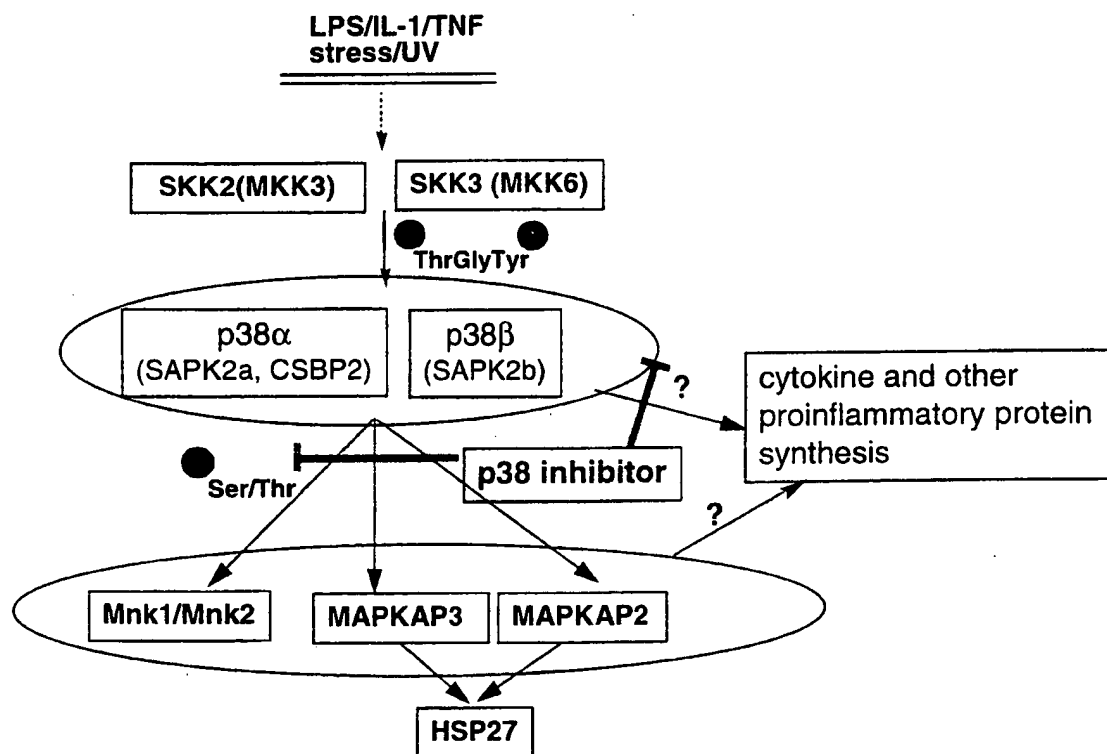 LPS/IL-1/TNF
stress/UV
SKK2(MKK3)
SKK3 (MKK6)
ThrGlyTyr
p38α
(SAPK2a, CSBP2)
p38β
(SAPK2b)
?
cytokine and other
proinflammatory protein
synthesis
p38 inhibitor
Ser/Thr
?
Mnk1/Mnk2
MAPKAP3
MAPKAP2
HSP27